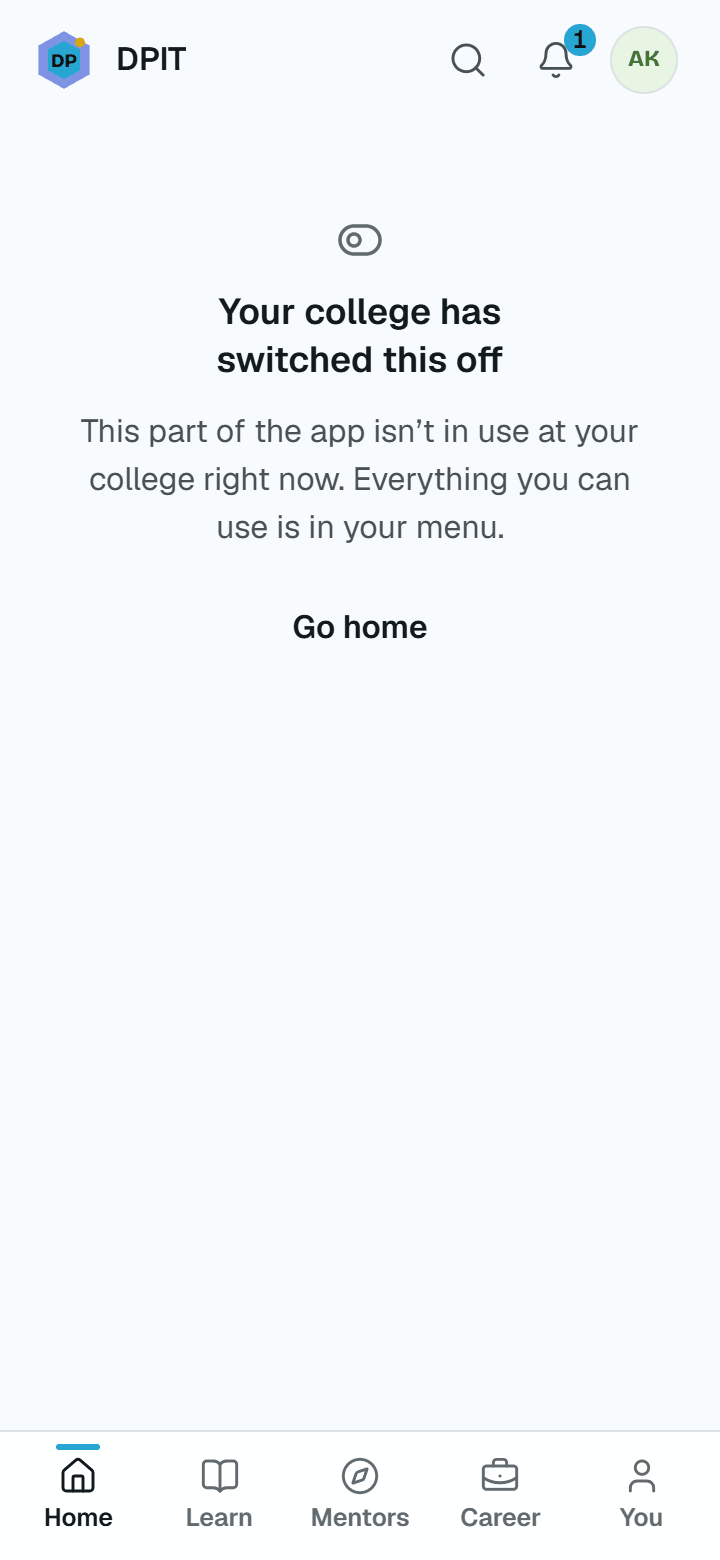 DP
DPIT
1
AK
Your college has
switched this off
This part of the app isn’t in use at your
college right now. Everything you can
use is in your menu.
Go home
Home
Learn
Mentors
Career
You